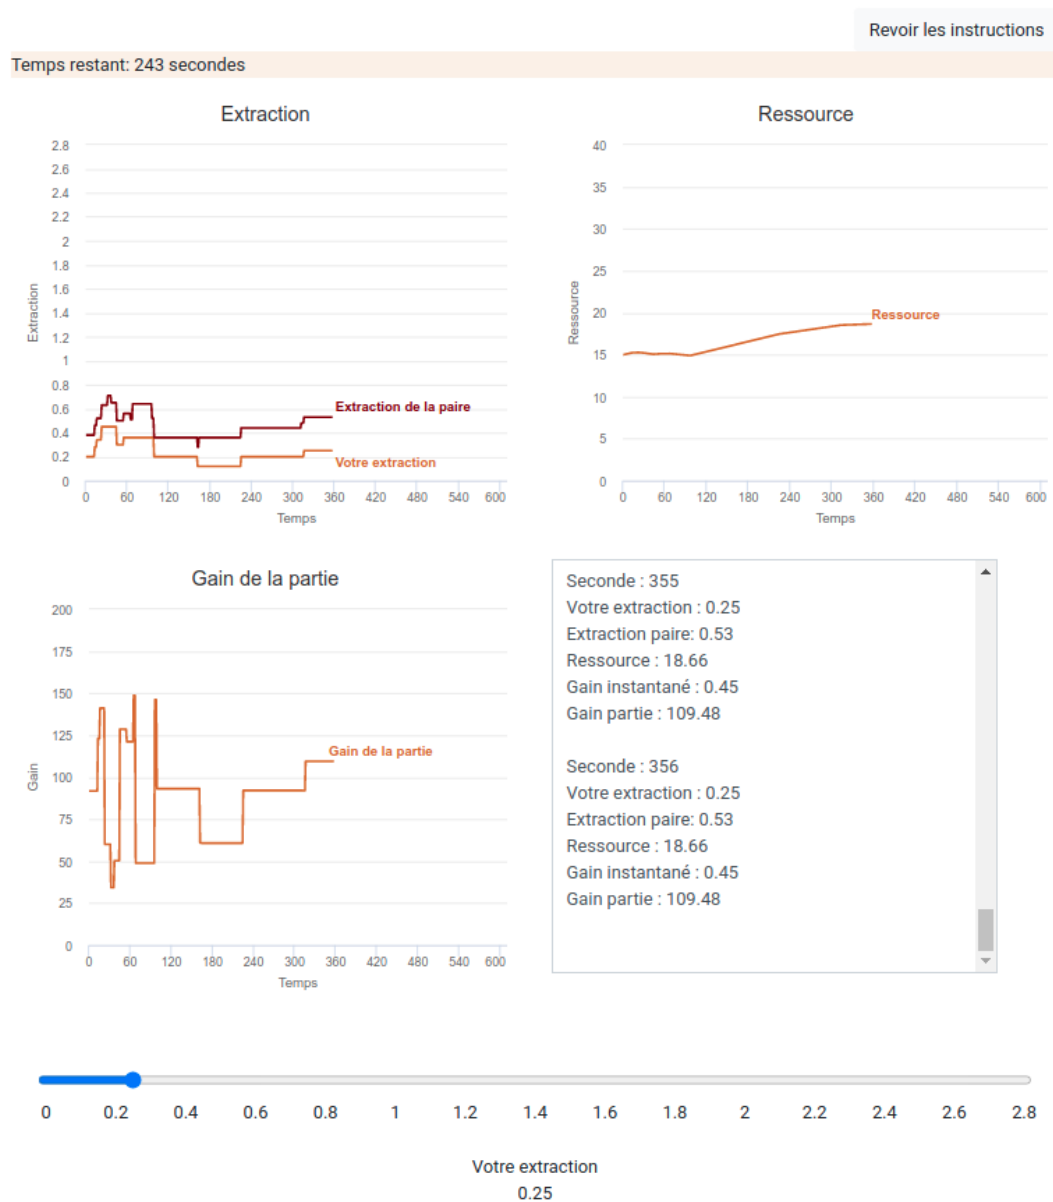 Revoir les instructions
Temps restant: 243 secondes
Extraction
2.8
2.6
2.4
2.2
2
1.8
1.6
1.4
1.2
1
0.8
0.6
0.4
0.2
0
Extraction
Extraction de la paire
Votre extraction
0 60 120 180 240 300 360 420 480 540 600
Temps
Ressource
40
35
30
25
20
15
10
5
0
Ressource
Ressource
0 60 120 180 240 300 360 420 480 540 600
Temps
Gain de la partie
200
175
150
125
100
75
50
25
0
Gain
Gain de la partie
0 60 120 180 240 300 360 420 480 540 600
Temps
Seconde : 355
Votre extraction : 0.25
Extraction paire: 0.53
Ressource : 18.66
Gain instantané : 0.45
Gain partie : 109.48
Seconde : 356
Votre extraction : 0.25
Extraction paire: 0.53
Ressource : 18.66
Gain instantané : 0.45
Gain partie : 109.48
0 0.2 0.4 0.6 0.8 1 1.2 1.4 1.6 1.8 2 2.2 2.4 2.6 2.8
Votre extraction
0.25